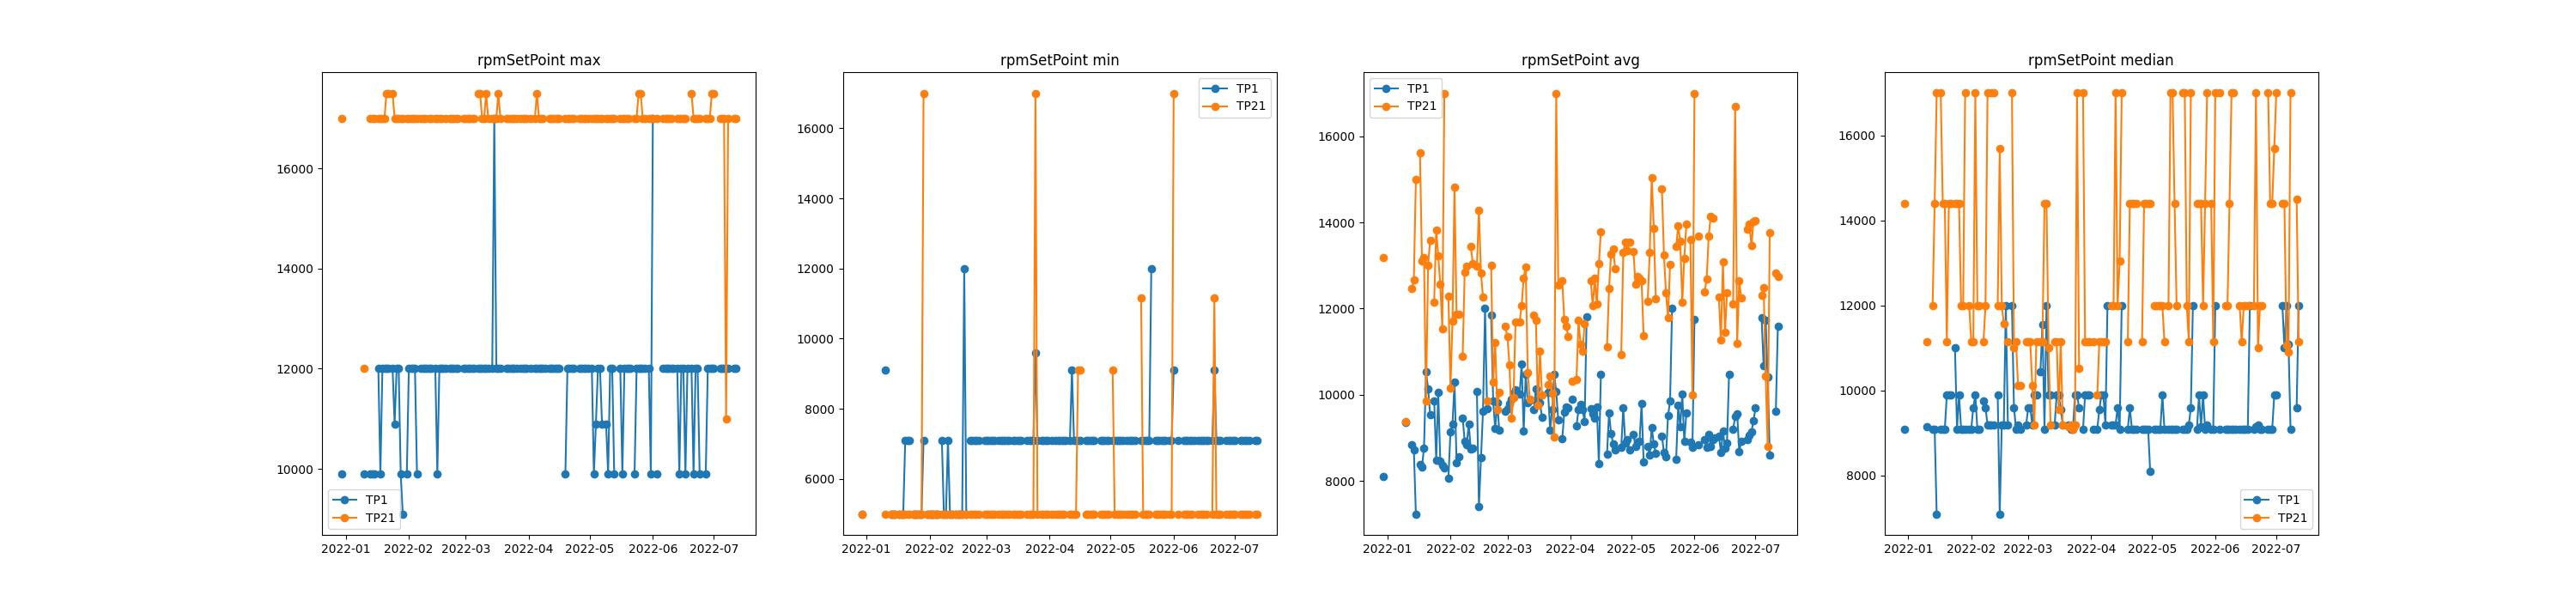 rpmSetPoint max
16000
14000
12000
10000
TP1
TP21
2022-01 2022-02 2022-03 2022-04 2022-05 2022-06 2022-07
rpmSetPoint min
16000
14000
12000
10000
8000
6000
TP1
TP21
2022-01 2022-02 2022-03 2022-04 2022-05 2022-06 2022-07
rpmSetPoint avg
16000
14000
12000
10000
8000
TP1
TP21
2022-01 2022-02 2022-03 2022-04 2022-05 2022-06 2022-07
rpmSetPoint median
16000
14000
12000
10000
8000
TP1
TP21
2022-01 2022-02 2022-03 2022-04 2022-05 2022-06 2022-07